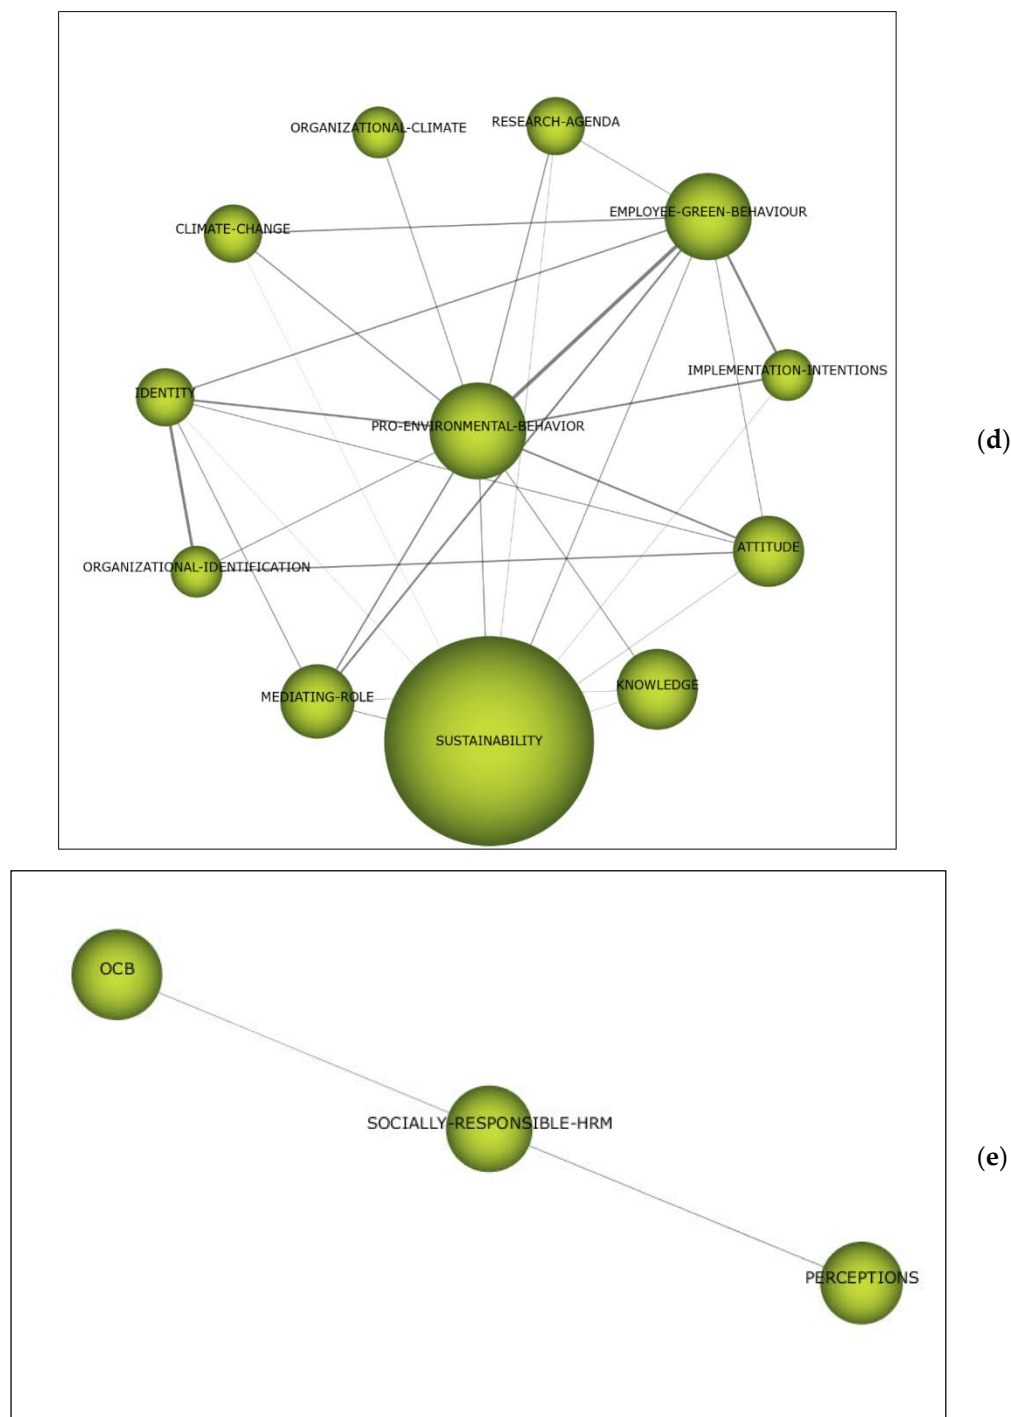 ORGANIZATIONAL-CLIMATE
RESEARCH-AGENDA
EMPLOYEE-GREEN-BEHAVIOUR
CLIMATE-CHANGE
IMPLEMENTATION-INTENTIONS
IDENTITY
PRO-ENVIRONMENTAL-BEHAVIOR
(d)
ATTITUDE
ORGANIZATIONAL-IDENTIFICATION
KNOWLEDGE
MEDIATING-ROLE
SUSTAINABILITY
OCB
SOCIALLY-RESPONSIBLE-HRM
(e)
PERCEPTIONS